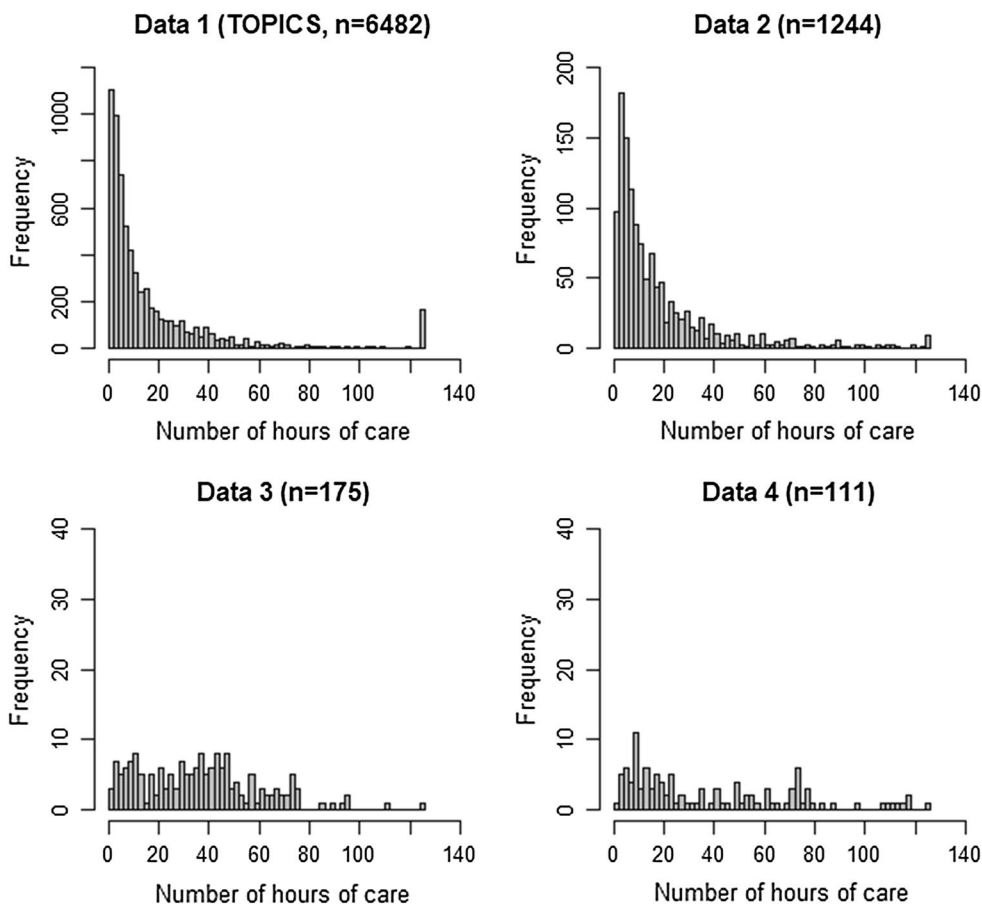 Data 1 (TOPICS, n=6482)
Frequency
0 200 600 1000
0 20 40 60 80 100 140
Number of hours of care
Data 2 (n=1244)
Frequency
0 50 100 150 200
0 20 40 60 80 100 140
Number of hours of care
Data 3 (n=175)
Frequency
0 10 20 30 40
0 20 40 60 80 100 140
Number of hours of care
Data 4 (n=111)
Frequency
0 10 20 30 40
0 20 40 60 80 100 140
Number of hours of care